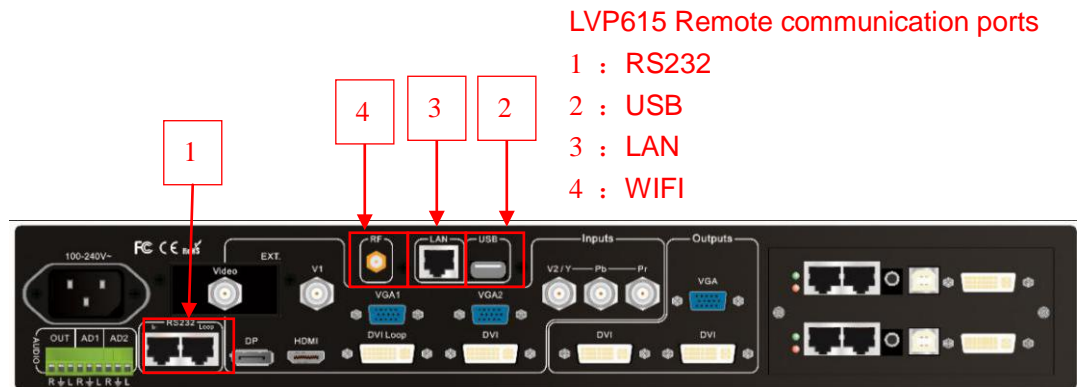 LVP615 Remote communication ports
1 : RS232
2 : USB
3 : LAN
4 : WIFI
4
3
2
1
100-240V~
FC CE RoHS
EXT.
Video
V1
RF
LAN
USB
Inputs
Outputs
V2 / Y
Pb
Pr
VGA
VGA1
VGA2
AUDIO
OUT
AD1
AD2
RS232
Loop
DP
HDMI
DVI Loop
DVI
DVI
DVI
R L R L R L